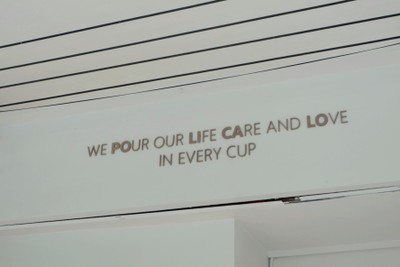 WE POUR OUR LIFE CARE AND LOVE
IN EVERY CUP